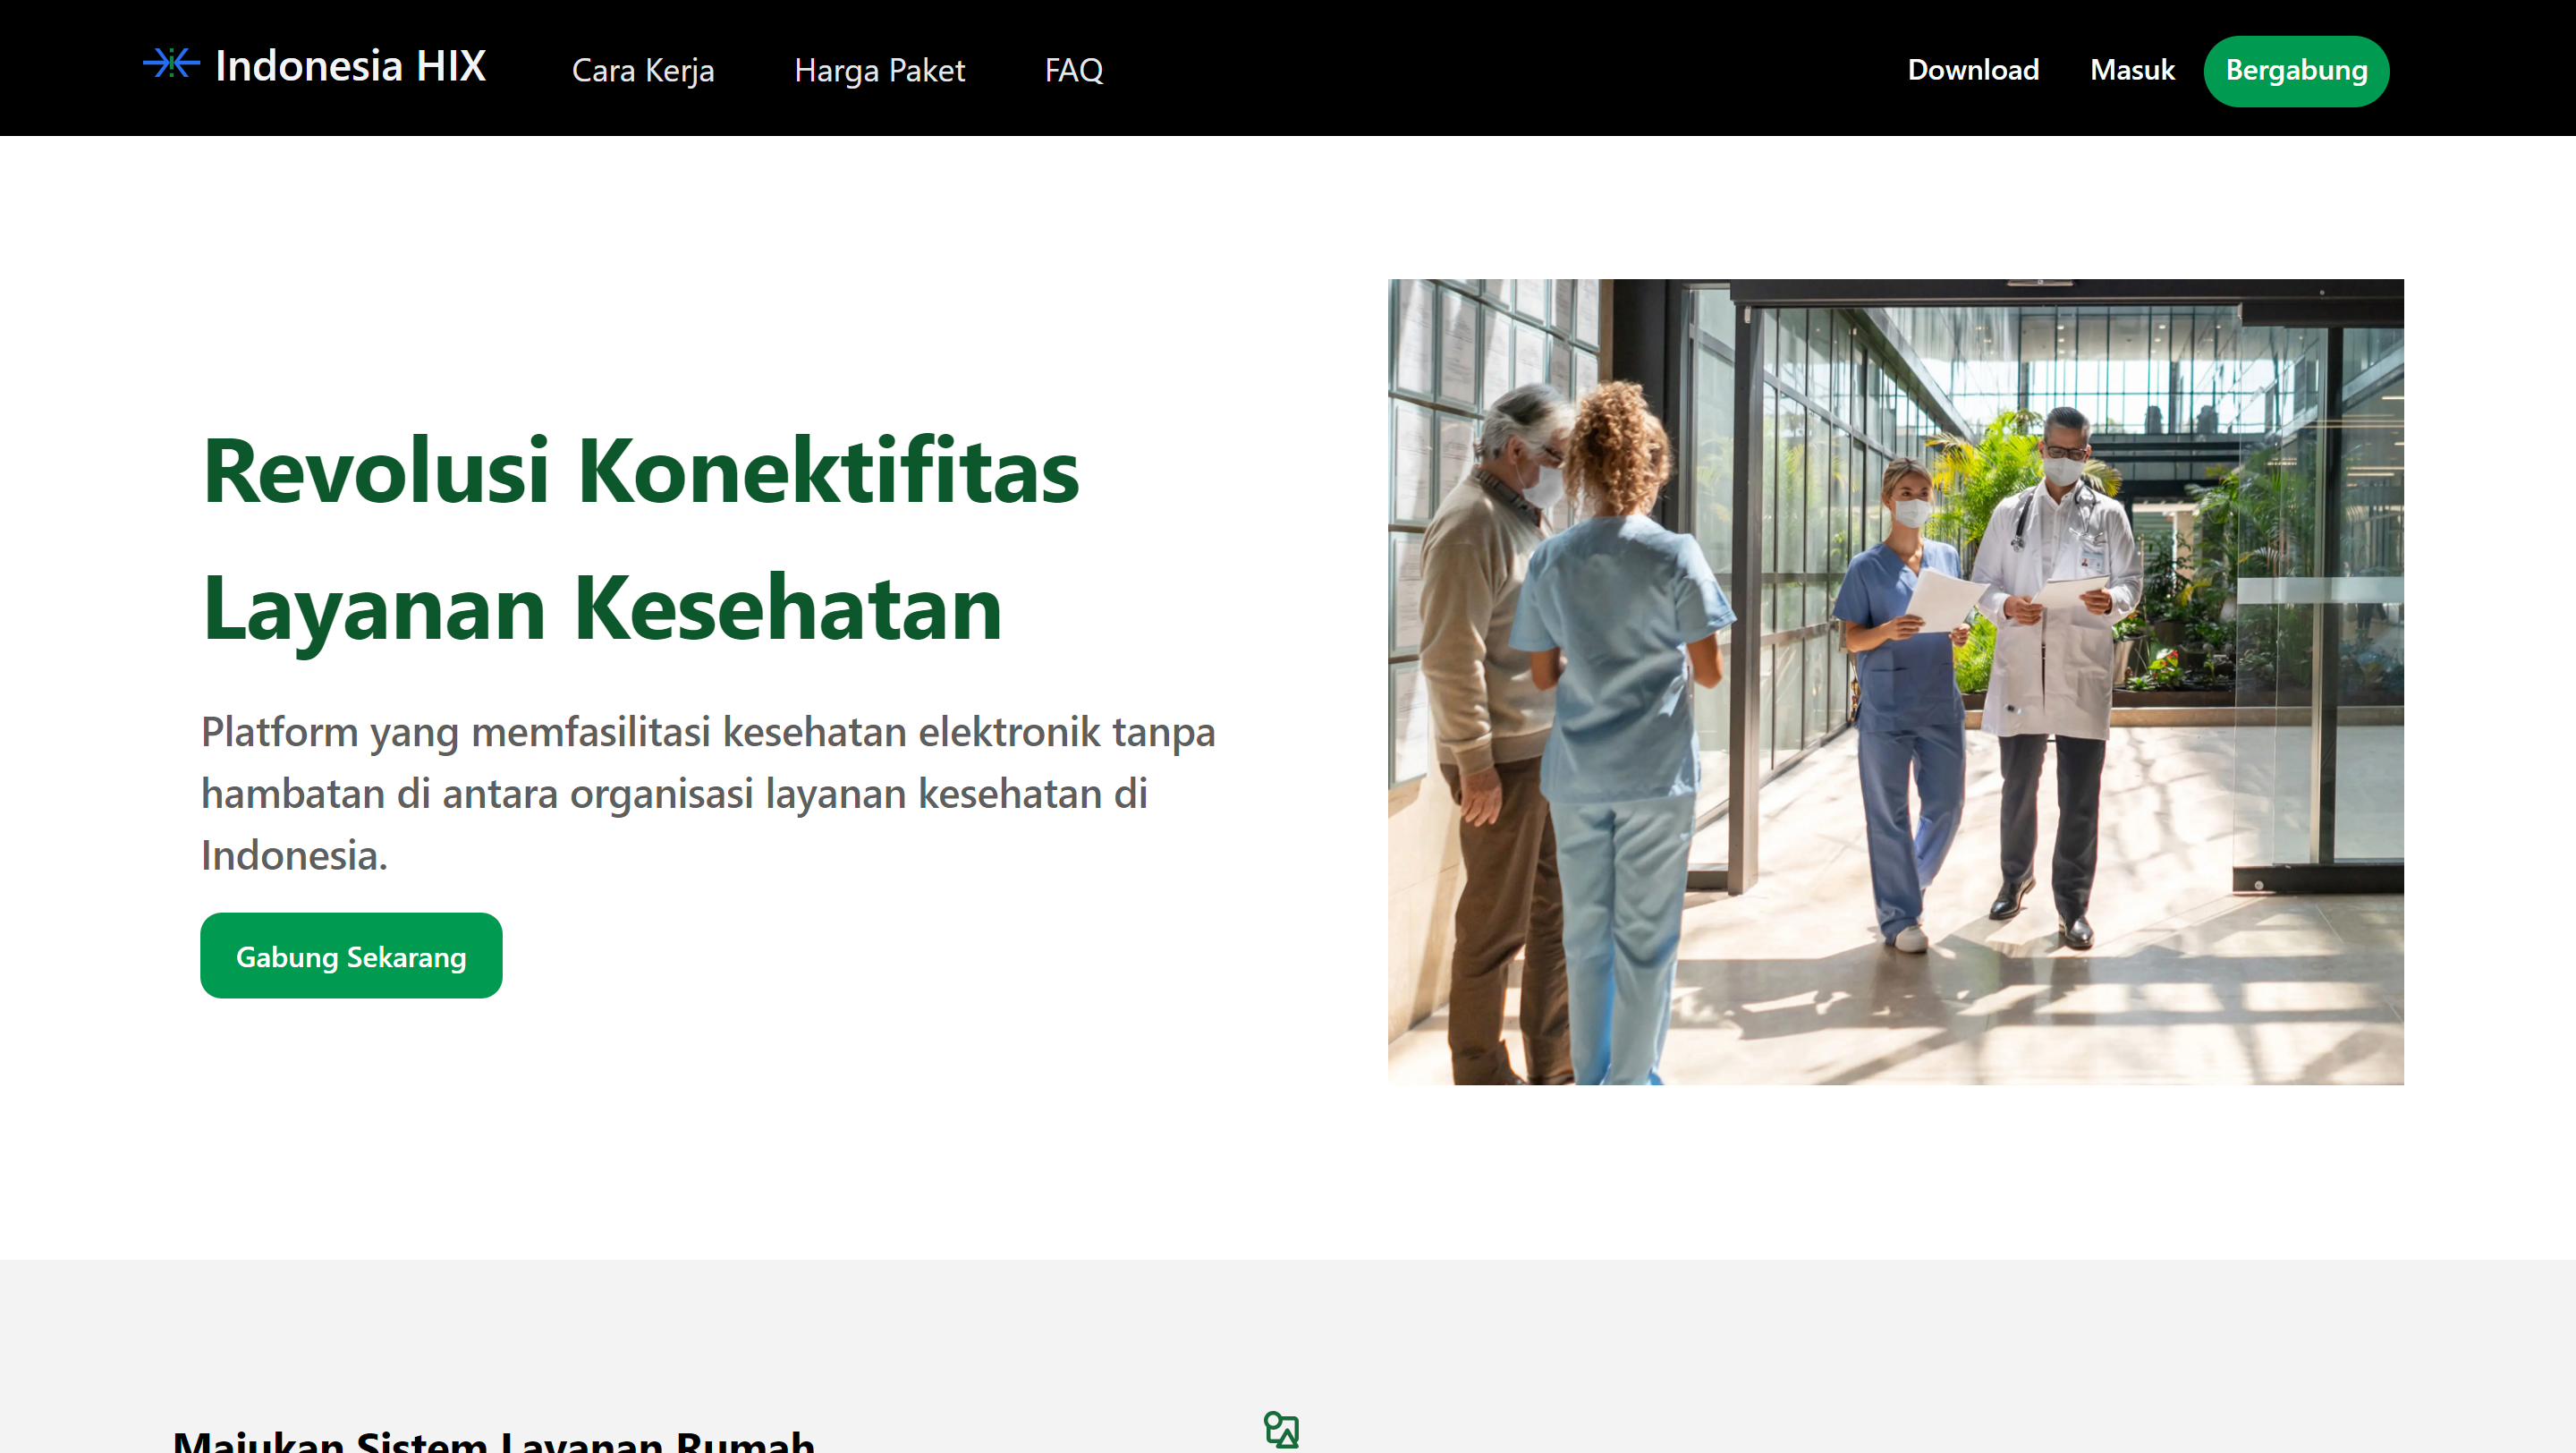 Indonesia HIX
Cara Kerja
Harga Paket
FAQ
Download
Masuk
Bergabung
Revolusi Konektifitas
Layanan Kesehatan
Platform yang memfasilitasi kesehatan elektronik tanpa
hambatan di antara organisasi layanan kesehatan di
Indonesia.
Gabung Sekarang
Majukan Sistem Layanan Rumah